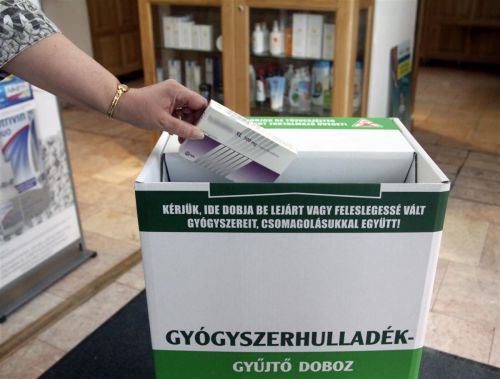 KÉRJÜK, IDE DOBJA BE LEJÁRT VAGY FELESLEGESSÉ VÁLT
GYÓGYSZEREIT, CSOMAGOLÁSUKKAL EGYÜTT!
GYÓGYSZERHULLADÉK-
GYŰJTŐ DOBOZ